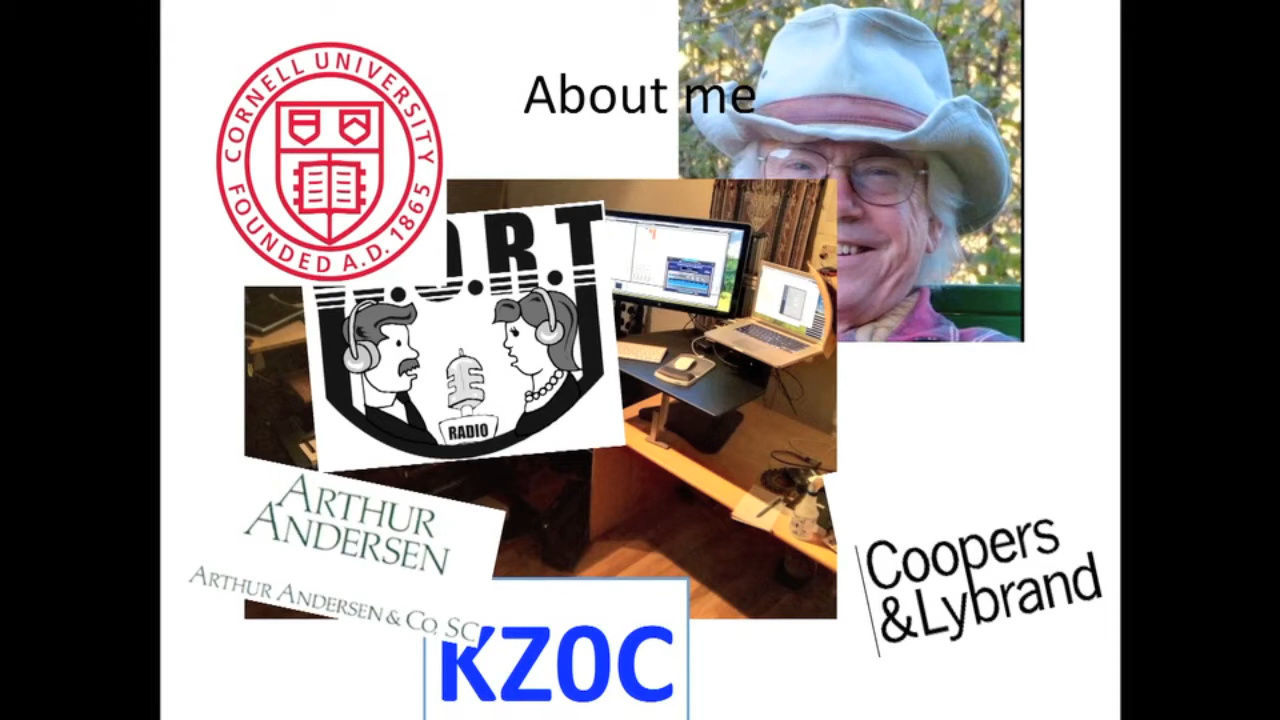 About me
CORNELL UNIVERSITY
FOUNDED A.D. 1865
RADIO
ARTHUR
ANDERSEN
ARTHUR ANDERSEN & CO. SC
Coopers
&Lybrand
KZ0C